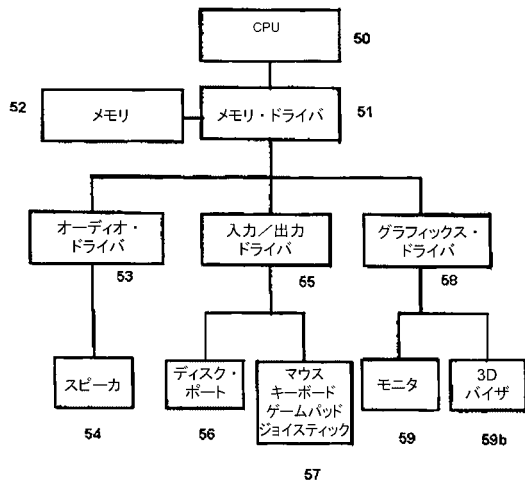 CPU
50
52
メモリ
メモリ・ドライバ
51
オーディオ・
ドライバ
53
入力／出力
ドライバ
55
グラフィックス・
ドライバ
58
スピーカ
54
ディスク・
ポート
56
マウス
キーボード
ゲームパッド
ジョイスティック
57
モニタ
59
3D
バイザ
59b